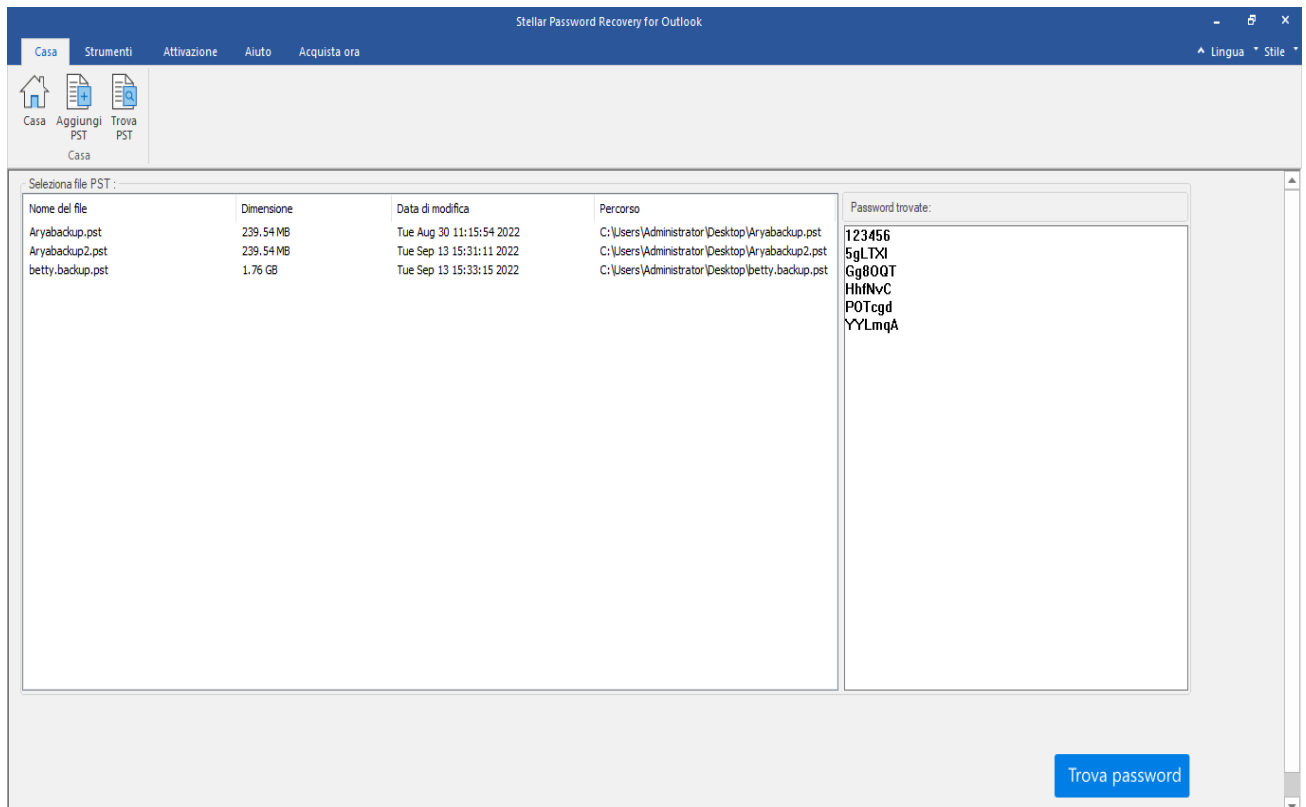 Stellar Password Recovery for Outlook
Casa Strumenti Attivazione Aiuto Acquista ora Lingua Stile
Casa Aggiungi PST Trova PST
Casa
Seleziona file PST :
Nome del file Dimensione Data di modifica Percorso
Aryabackup.pst 239.54 MB Tue Aug 30 11:15:54 2022 C:\Users\Administrator\Desktop\Aryabackup.pst
Aryabackup2.pst 239.54 MB Tue Sep 13 15:31:11 2022 C:\Users\Administrator\Desktop\Aryabackup2.pst
betty.backup.pst 1.76 GB Tue Sep 13 15:33:15 2022 C:\Users\Administrator\Desktop\betty.backup.pst
Password trovate:
123456
5gLTXI
Gg8OQT
HhfNvC
POTcgd
YYLmqA
Trova password